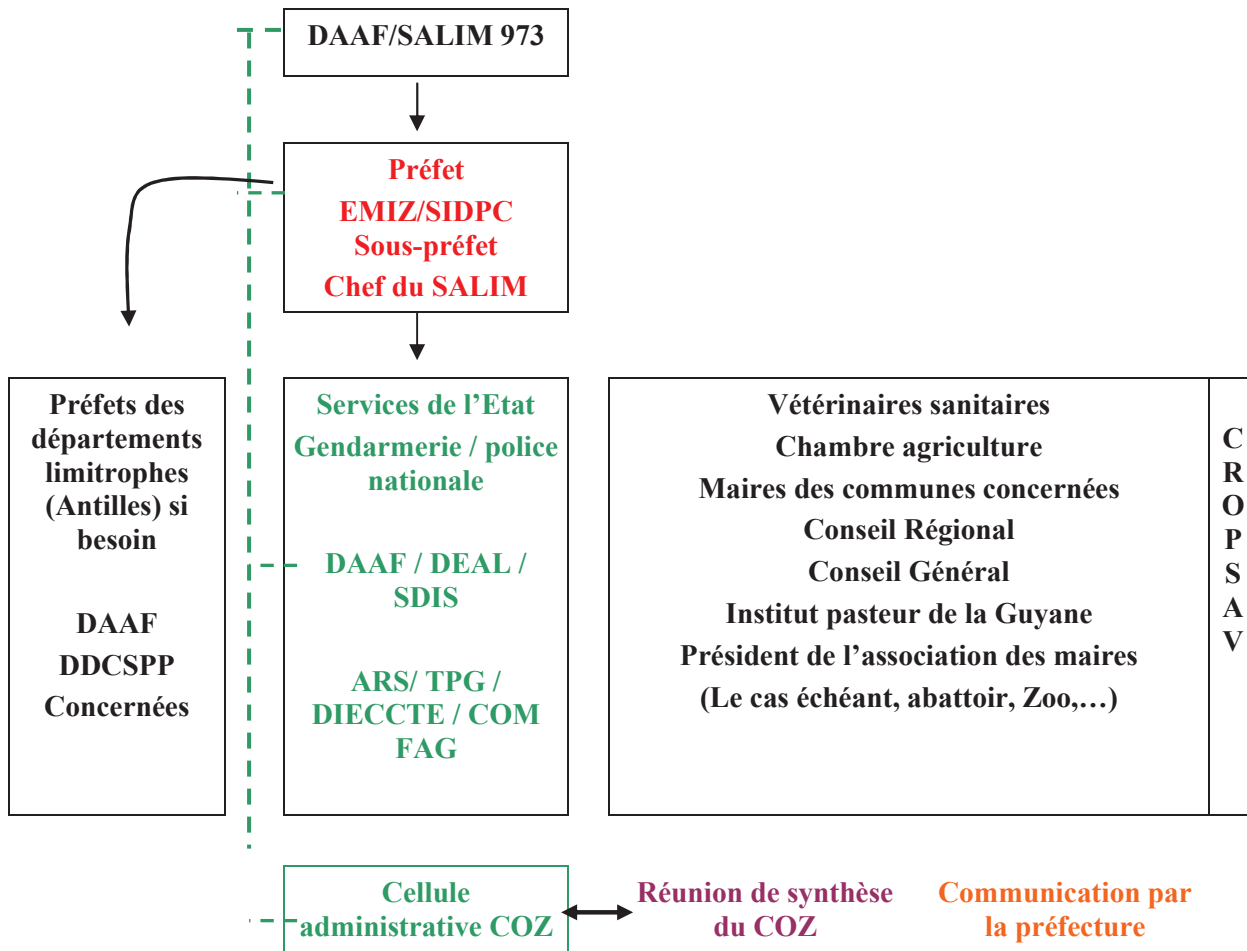 DAAF/SALIM 973
Préfet
EMIZ/SIDPC
Sous-préfet
Chef du SALIM
Préfets des
départements
limitrophes
(Antilles) si
besoin
DAAF
DDCSPP
Concernées
Services de l’Etat
Gendarmerie / police
nationale
DAAF / DEAL /
SDIS
ARS/ TPG /
DIECCTE / COM
FAG
Vétérinaires sanitaires
Chambre agriculture
Maires des communes concernées
Conseil Régional
Conseil Général
Institut pasteur de la Guyane
Président de l’association des maires
(Le cas échéant, abattoir, Zoo,…)
C
R
O
P
S
A
V
Cellule
administrative COZ
Réunion de synthèse
du COZ
Communication par
la préfecture